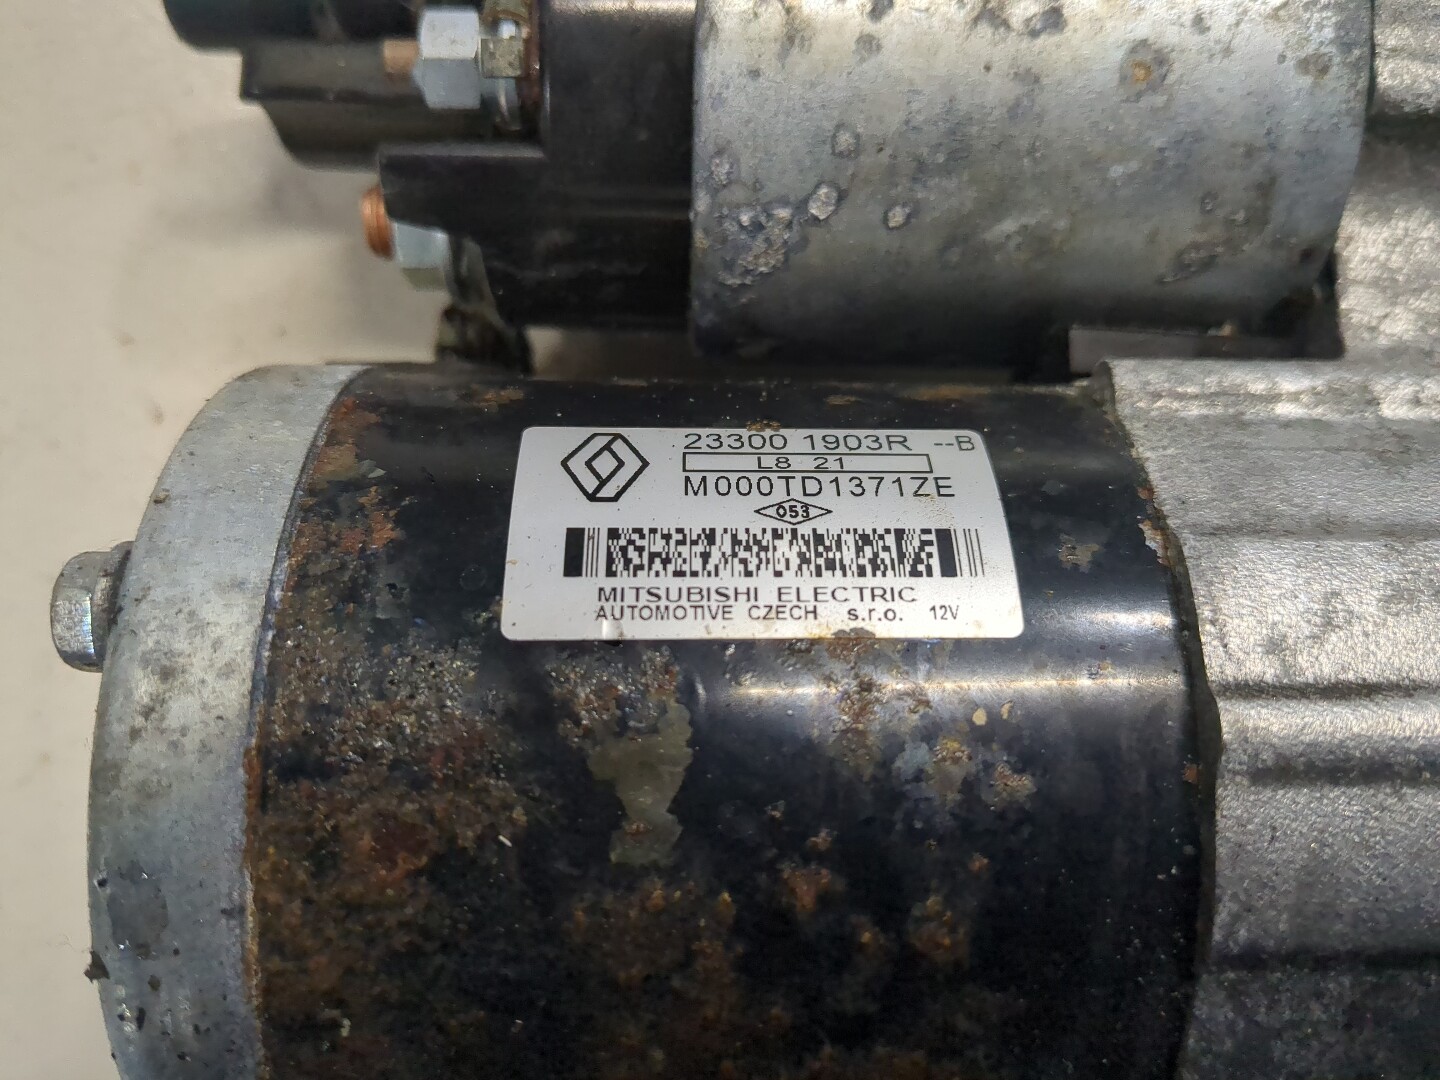 23300 1903R --B
L8 21
M000TD1371ZE
053
MITSUBISHI ELECTRIC
AUTOMOTIVE CZECH s.r.o. 12V